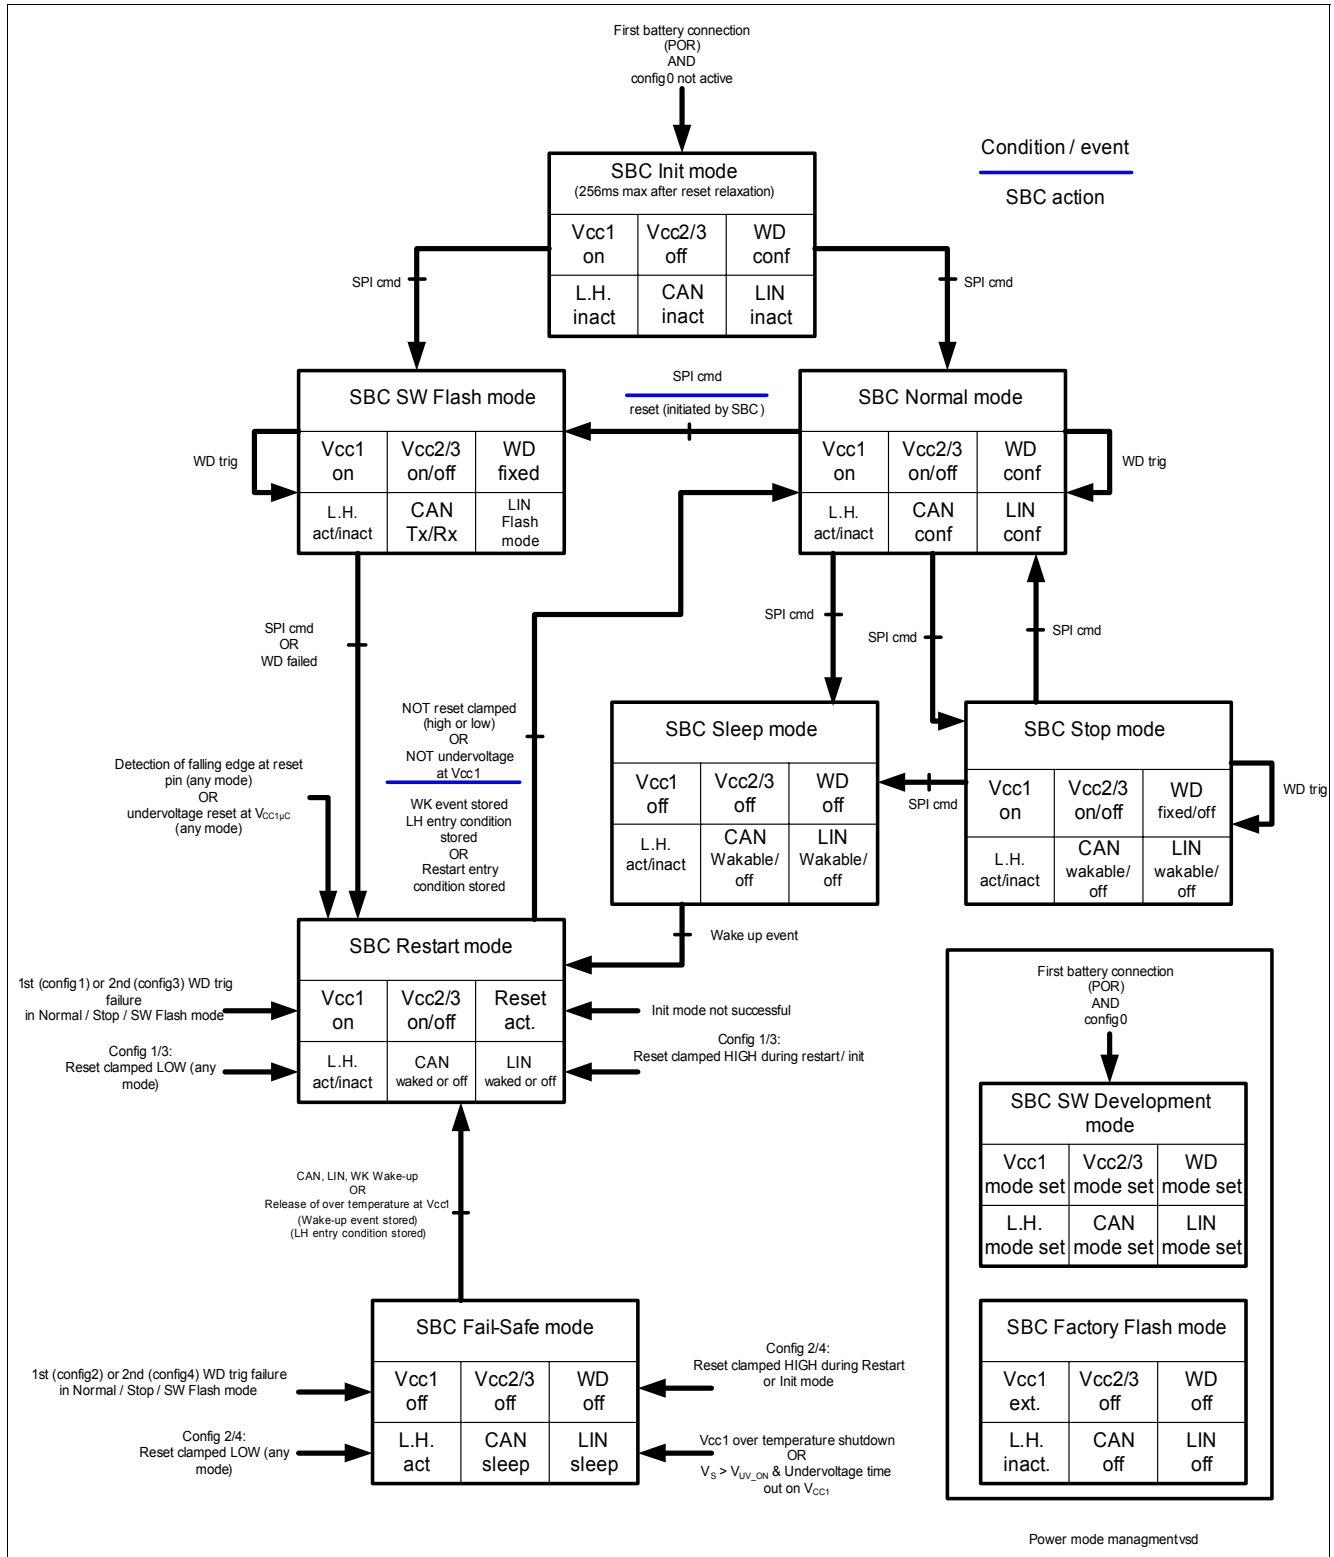 First battery connection
(POR)
AND
config0 not active
Condition / event
SBC action
SBC Init mode
(256ms max after reset relaxation)
Vcc1 on
Vcc2/3 off
WD conf
L.H. inact
CAN inact
LIN inact
SPI cmd
SPI cmd
SBC SW Flash mode
Vcc1 on
Vcc2/3 on/off
WD fixed
L.H. act/inact
CAN Tx/Rx
LIN Flash mode
WD trig
SPI cmd
reset (initiated by SBC)
SBC Normal mode
Vcc1 on
Vcc2/3 on/off
WD conf
L.H. act/inact
CAN conf
LIN conf
WD trig
SPI cmd
OR
WD failed
SPI cmd
SPI cmd
SPI cmd
NOT reset clamped
(high or low)
OR
NOT undervoltage
at Vcc1
WK event stored
LH entry condition
stored
OR
Restart entry
condition stored
Detection of falling edge at reset
pin (any mode)
OR
undervoltage reset at VCC1µC
(any mode)
SBC Sleep mode
Vcc1 off
Vcc2/3 off
WD off
L.H. act/inact
CAN Wakable/ off
LIN Wakable/ off
SPI cmd
SBC Stop mode
Vcc1 on
Vcc2/3 on/off
WD fixed/off
L.H. act/inact
CAN wakable/ off
LIN wakable/ off
WD trig
Wake up event
SBC Restart mode
Vcc1 on
Vcc2/3 on/off
Reset act.
L.H. act/inact
CAN waked or off
LIN waked or off
1st (config1) or 2nd (config3) WD trig
failure
in Normal / Stop / SW Flash mode
Config 1/3:
Reset clamped LOW (any
mode)
Init mode not successful
Config 1/3:
Reset clamped HIGH during restart/ init
CAN, LIN, WK Wake-up
OR
Release of over temperature at Vcc1
(Wake-up event stored)
(LH entry condition stored)
SBC Fail-Safe mode
Vcc1 off
Vcc2/3 off
WD off
L.H. act
CAN sleep
LIN sleep
1st (config2) or 2nd (config4) WD trig failure
in Normal / Stop / SW Flash mode
Config 2/4:
Reset clamped LOW (any
mode)
Config 2/4:
Reset clamped HIGH during Restart
or Init mode
Vcc1 over temperature shutdown
OR
VS > VUV_ON & Undervoltage time
out on VCC1
First battery connection
(POR)
AND
config0
SBC SW Development
mode
Vcc1 mode set
Vcc2/3 mode set
WD mode set
L.H. mode set
CAN mode set
LIN mode set
SBC Factory Flash mode
Vcc1 ext.
Vcc2/3 off
WD off
L.H. inact.
CAN off
LIN off
Power mode managment.vsd